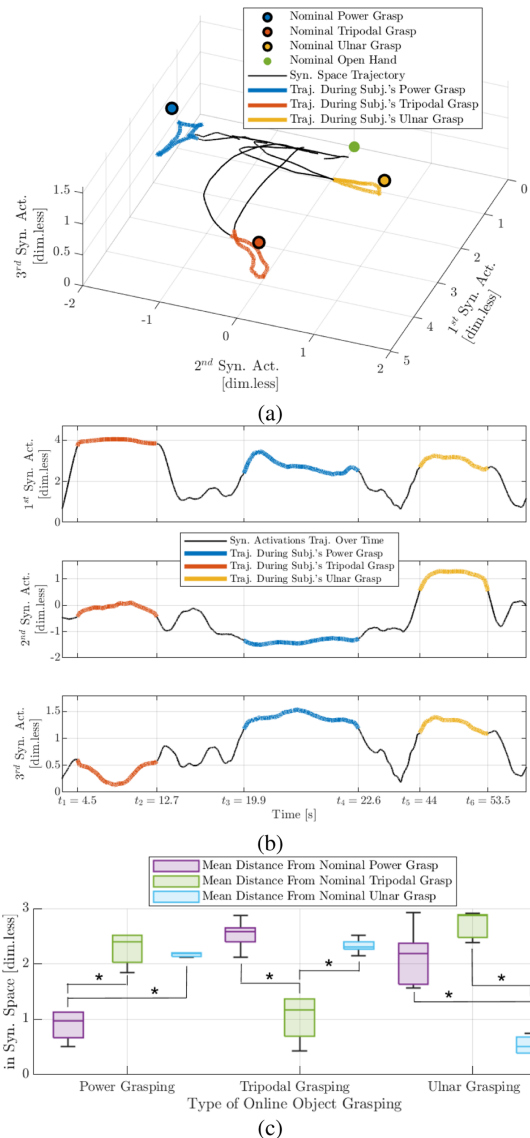 Nominal Power Grasp
Nominal Tripodal Grasp
Nominal Ulnar Grasp
Nominal Open Hand
Syn. Space Trajectory
Traj. During Subj.'s Power Grasp
Traj. During Subj.'s Tripodal Grasp
Traj. During Subj.'s Ulnar Grasp
1.5
1
0.5
0
3rd Syn. Act.
[dim.less]
-2
-1
0
1
2
2nd Syn. Act.
[dim.less]
0
1
2
3
4
5
1st Syn. Act.
[dim.less]
(a)
4
2
0
1st Syn. Act.
[dim.less]
Syn. Activations Traj. Over Time
Traj. During Subj.'s Power Grasp
Traj. During Subj.'s Tripodal Grasp
Traj. During Subj.'s Ulnar Grasp
1
0
-1
-2
2nd Syn. Act.
[dim.less]
1.5
1
0.5
0
3rd Syn. Act.
[dim.less]
t1 = 4.5
t2 = 12.7
t3 = 19.9
t4 = 22.6
t5 = 44
t6 = 53.5
Time [s]
(b)
Mean Distance From Nominal Power Grasp
Mean Distance From Nominal Tripodal Grasp
Mean Distance From Nominal Ulnar Grasp
3
2
1
0
in Syn. Space [dim.less]
*
*
*
*
*
*
Power Grasping
Tripodal Grasping
Ulnar Grasping
Type of Online Object Grasping
(c)